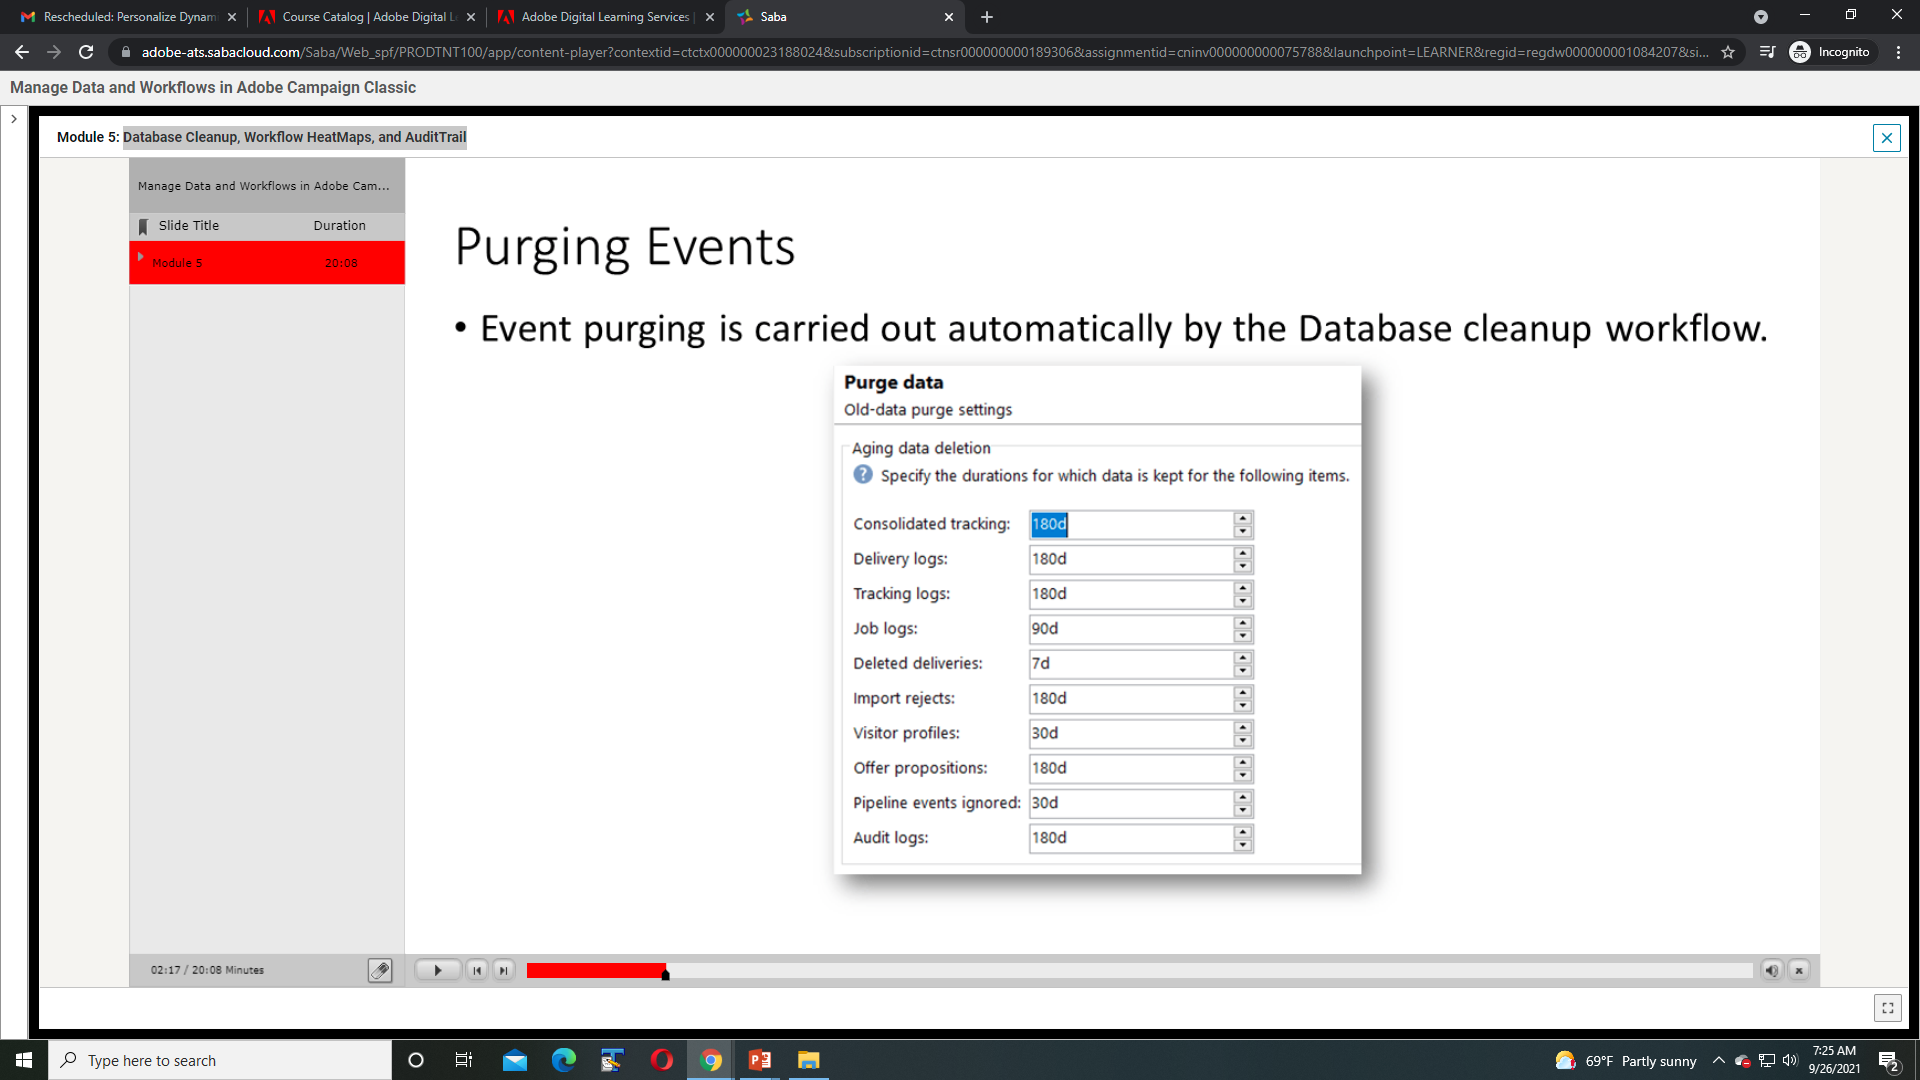 Rescheduled: Personalize Dynam
Course Catalog | Adobe Digital L
Adobe Digital Learning Services |
Saba
adobe-ats.sabacloud.com/Saba/Web_spf/PRODTNT100/app/content-player?contextid=ctctx000000023188024&subscriptionid=ctnsr0000000000189306&assignmentid=cninv000000000075788&launchpoint=LEARNER&regid=regdw000000001084207&si...
Incognito
Manage Data and Workflows in Adobe Campaign Classic
Module 5: Database Cleanup, Workflow HeatMaps, and AuditTrail
Manage Data and Workflows in Adobe Cam...
Slide Title Duration
Module 5 20:08
Purging Events
• Event purging is carried out automatically by the Database cleanup workflow.
Purge data
Old-data purge settings
Aging data deletion
Specify the durations for which data is kept for the following items.
Consolidated tracking: 180d
Delivery logs: 180d
Tracking logs: 180d
Job logs: 90d
Deleted deliveries: 7d
Import rejects: 180d
Visitor profiles: 30d
Offer propositions: 180d
Pipeline events ignored: 30d
Audit logs: 180d
02:17 / 20:08 Minutes
Type here to search
69°F Partly sunny
7:25 AM
9/26/2021
2